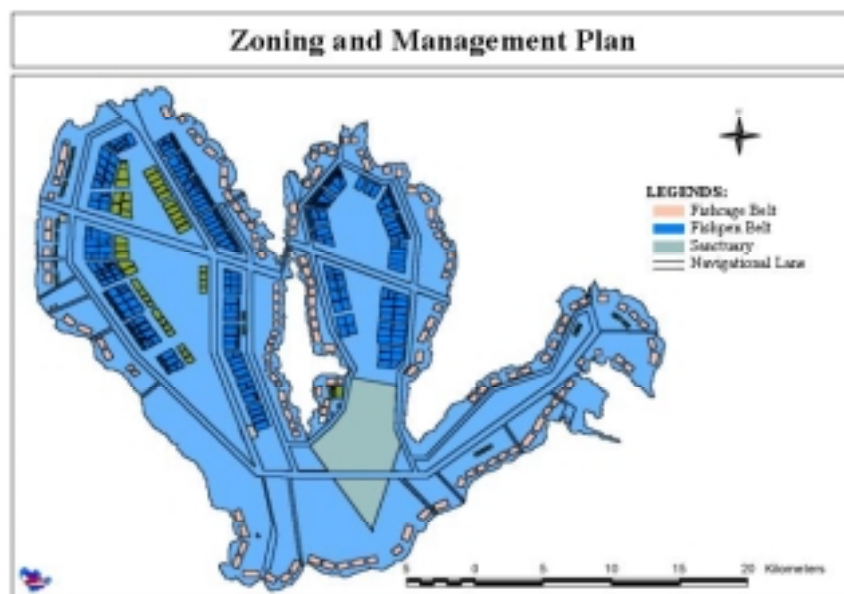 Zoning and Management Plan
N
LEGENDS:
Fishcage Belt
Fishpen Belt
Sanctuary
Navigational Lane
5 0 5 10 15 20 Kilometers